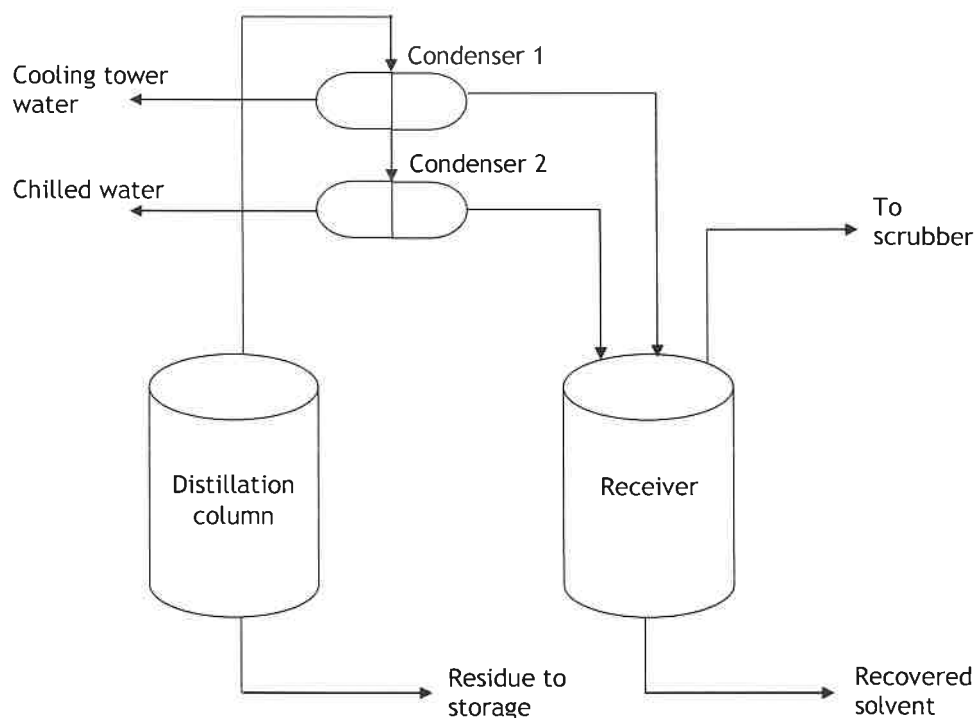 Condenser 1
Cooling tower
water
Condenser 2
Chilled water
To
scrubber
Distillation
column
Receiver
Residue to
storage
Recovered
solvent